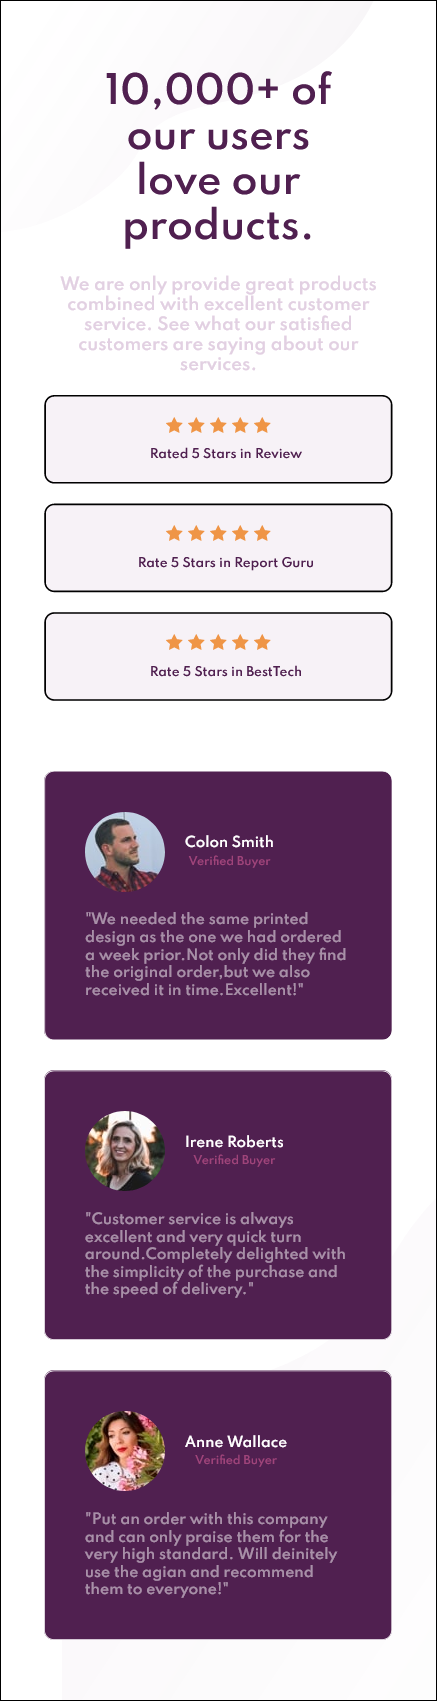 10,000+ of
our users
love our
products.
We are only provide great products
combined with excellent customer
service. See what our satisfied
customers are saying about our
services.
Rated 5 Stars in Review
Rate 5 Stars in Report Guru
Rate 5 Stars in BestTech
Colon Smith
Verified Buyer
"We needed the same printed
design as the one we had ordered
a week prior.Not only did they find
the original order,but we also
received it in time.Excellent!"
Irene Roberts
Verified Buyer
"Customer service is always
excellent and very quick turn
around.Completely delighted with
the simplicity of the purchase and
the speed of delivery."
Anne Wallace
Verified Buyer
"Put an order with this company
and can only praise them for the
very high standard. Will deinitely
use the agian and recommend
them to everyone!"